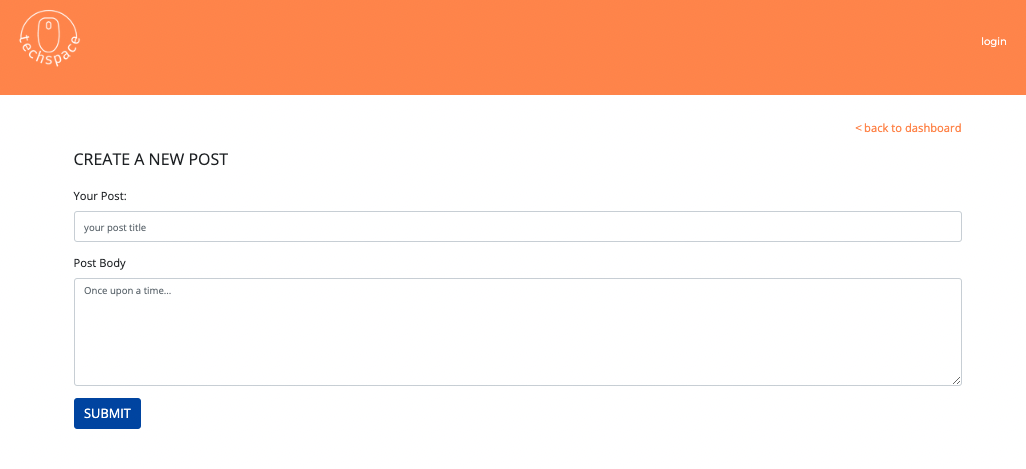 techspace
login
< back to dashboard
CREATE A NEW POST
Your Post:
your post title
Post Body
Once upon a time...
SUBMIT